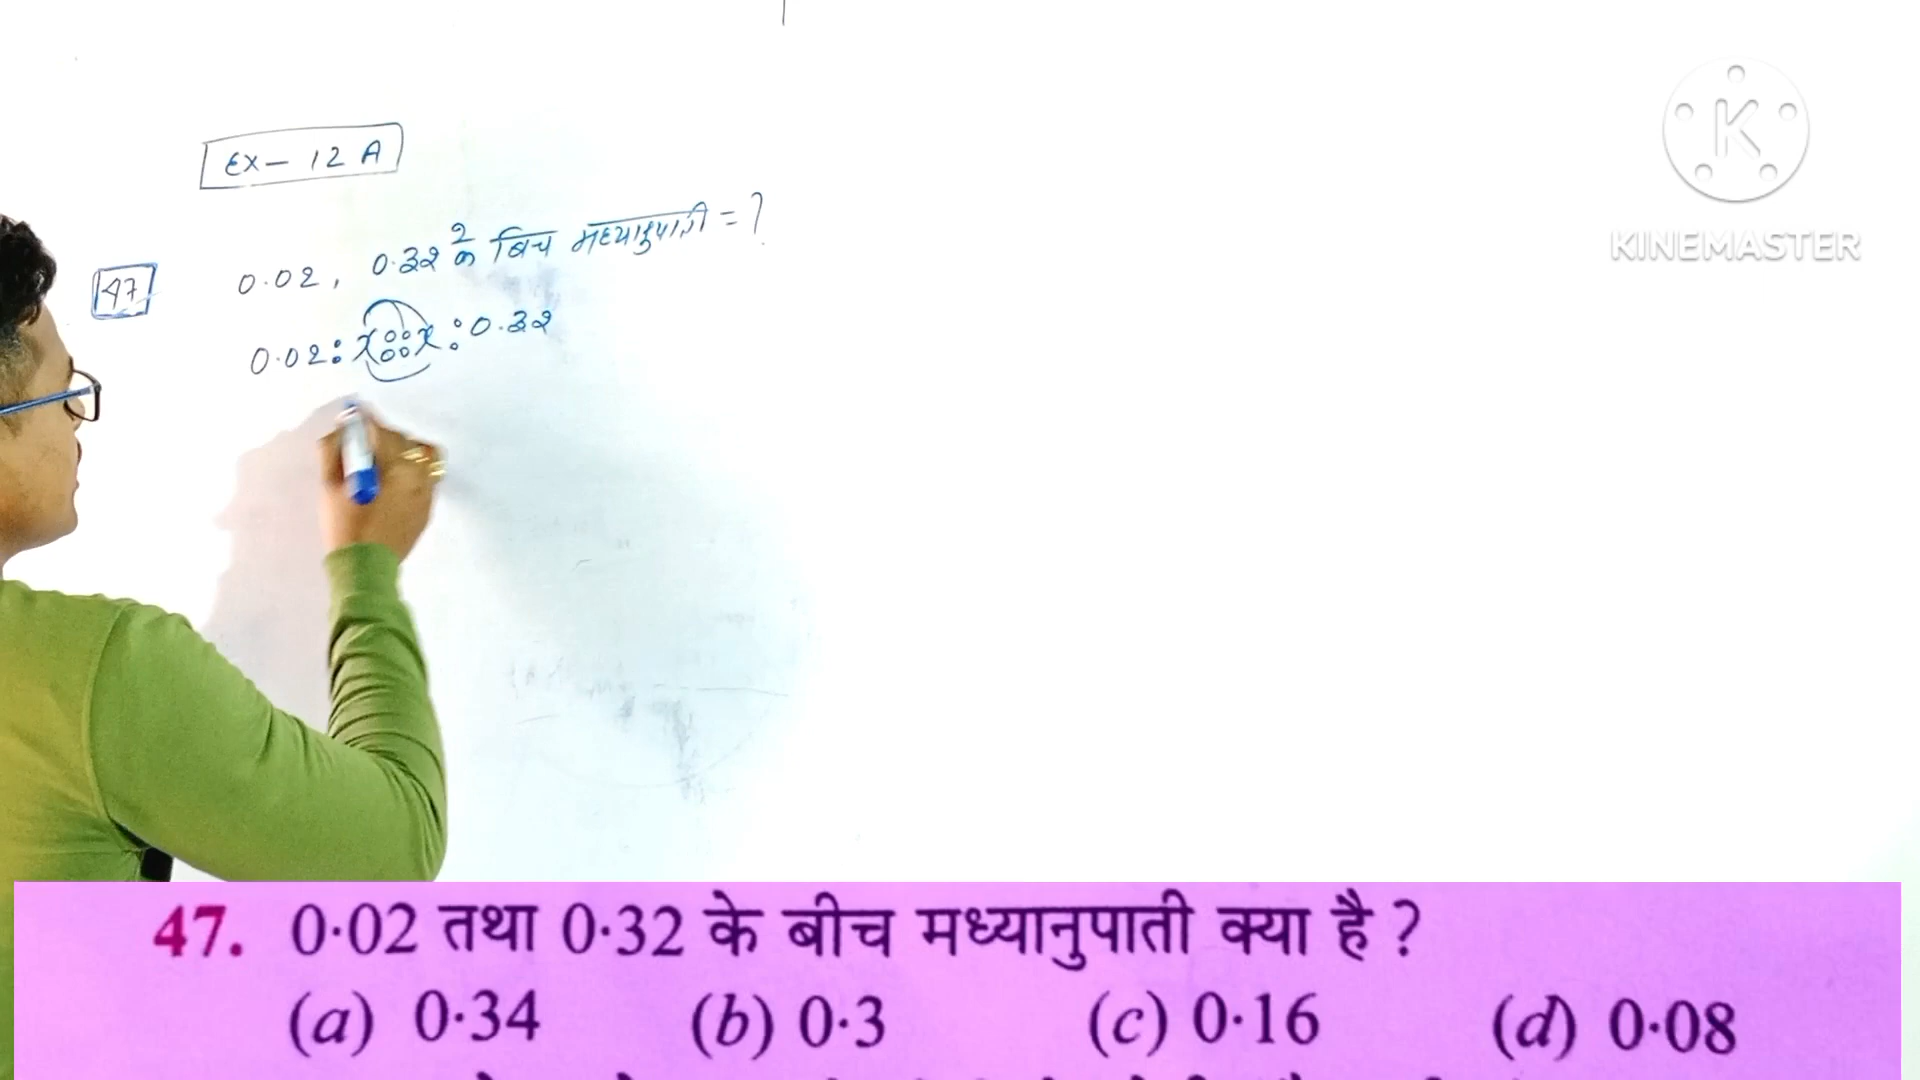 Ex - 12 A
47 0.02, 0.32 के बिच मध्यानुपाती = ?
0.02 : x :: x : 0.32
KINEMASTER
47. 0·02 तथा 0·32 के बीच मध्यानुपाती क्या है ?
(a) 0·34 (b) 0·3 (c) 0·16 (d) 0·08